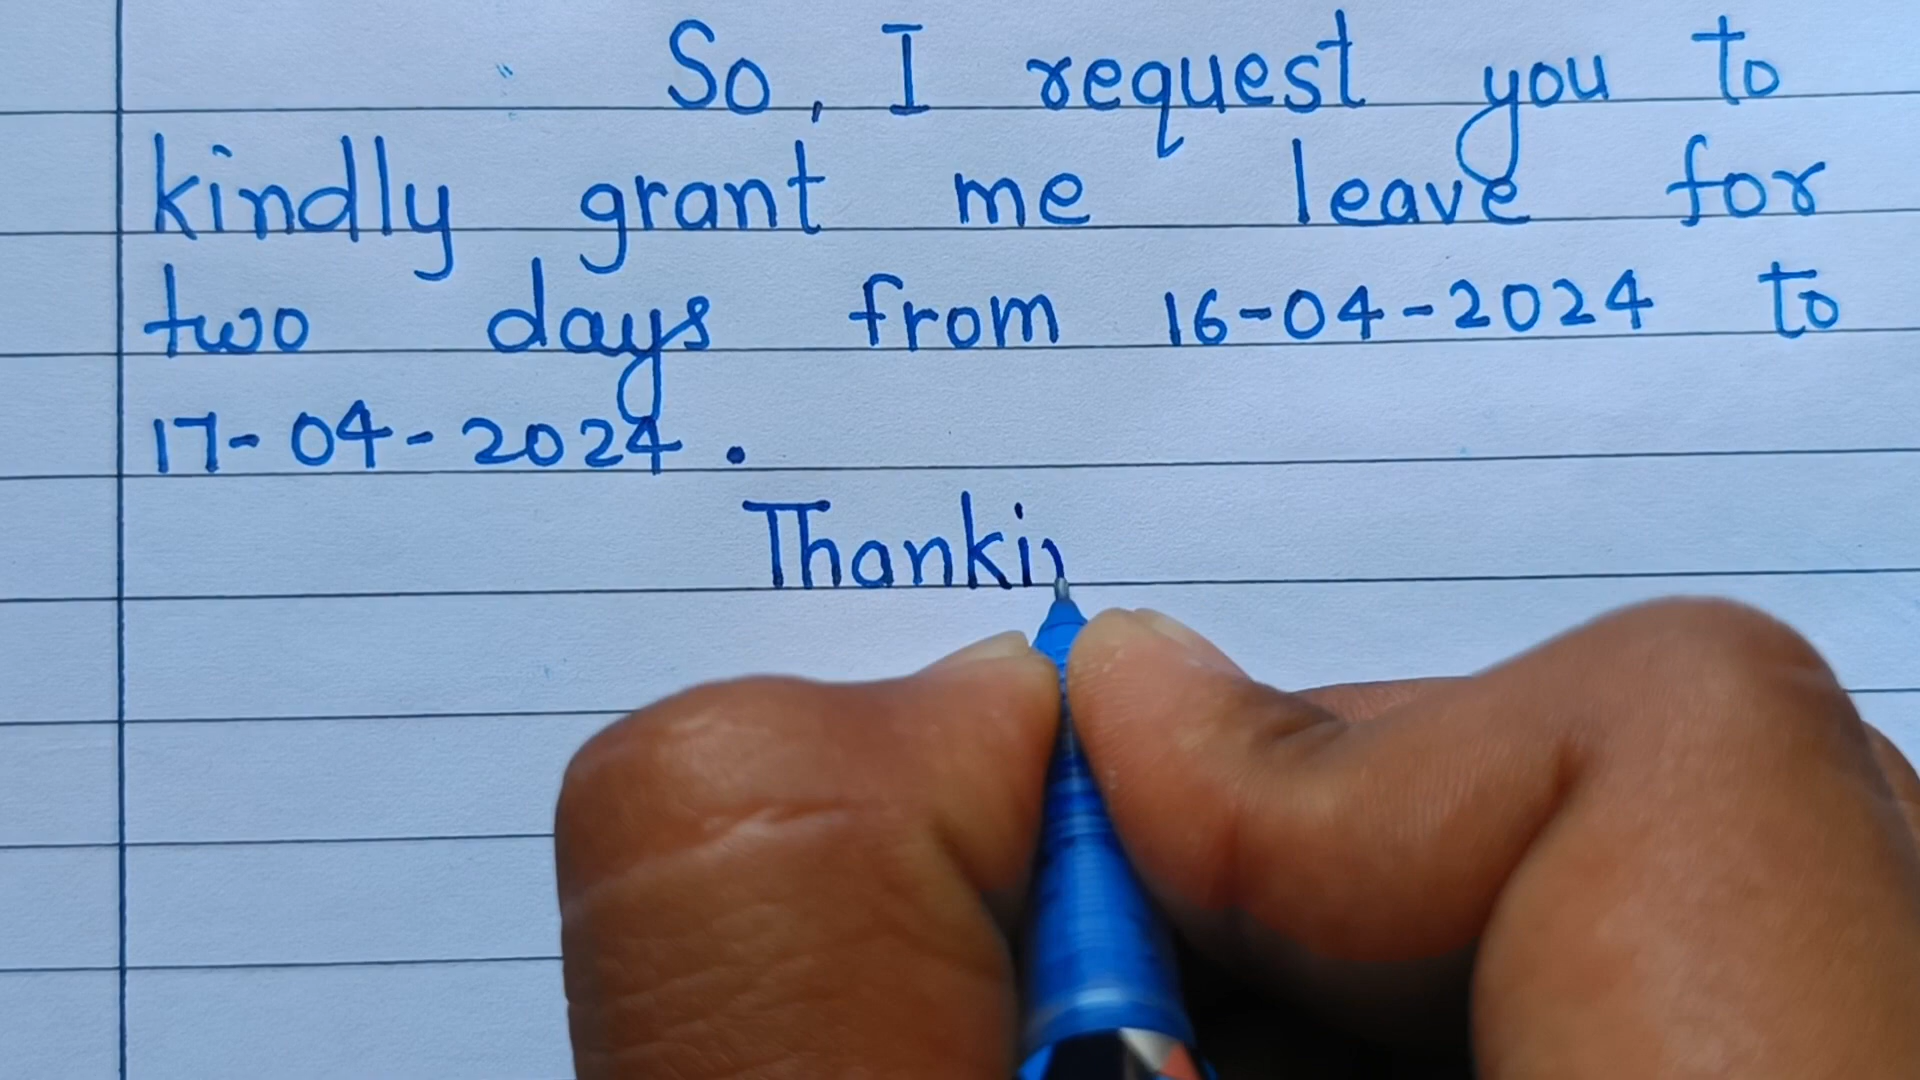 So, I request you to
kindly grant me leave for
two days from 16-04-2024 to
17-04-2024.
Thanki